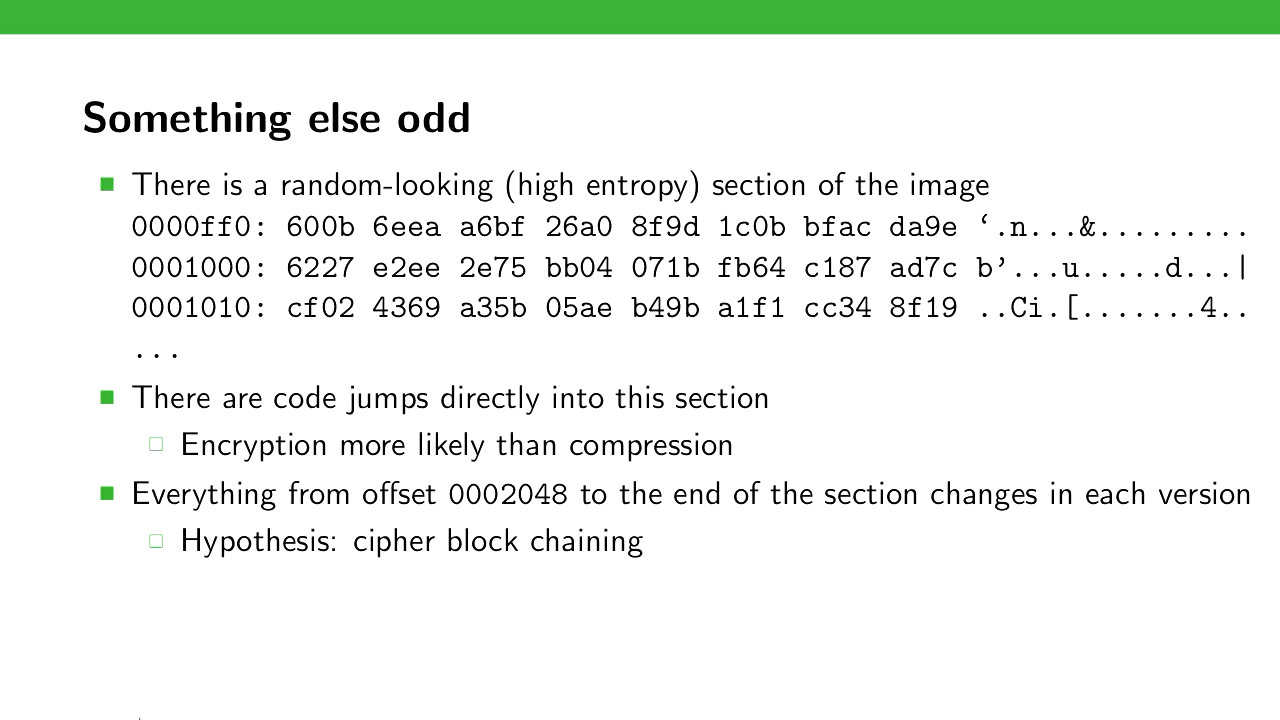 Something else odd
There is a random-looking (high entropy) section of the image
0000ff0: 600b 6eea a6bf 26a0 8f9d 1c0b bfac da9e ‘.n...&.........
0001000: 6227 e2ee 2e75 bb04 071b fb64 c187 ad7c b’...u.....d...|
0001010: cf02 4369 a35b 05ae b49b a1f1 cc34 8f19 ..Ci.[.......4..
...
There are code jumps directly into this section
Encryption more likely than compression
Everything from offset 0002048 to the end of the section changes in each version
Hypothesis: cipher block chaining